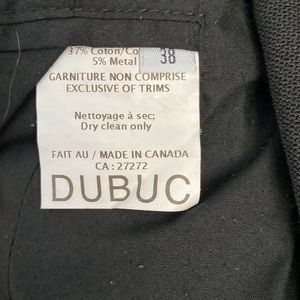 37% Coton/Co
5% Metal
38
GARNITURE NON COMPRISE
EXCLUSIVE OF TRIMS
Nettoyage à sec;
Dry clean only
FAIT AU / MADE IN CANADA
CA : 27272
DUBUC